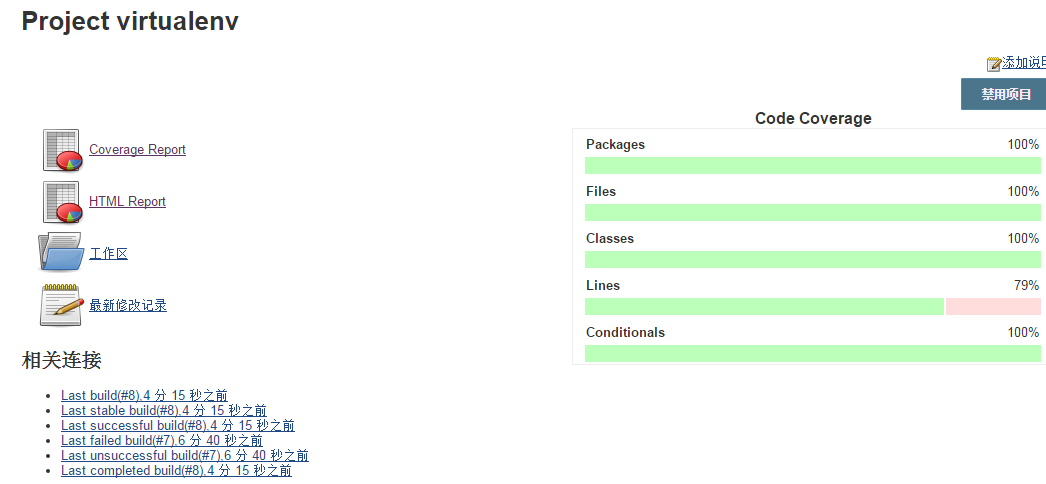 Project virtualenv
添加说明
禁用项目
Coverage Report
HTML Report
工作区
最新修改记录
Code Coverage
Packages 100%
Files 100%
Classes 100%
Lines 79%
Conditionals 100%
相关连接
Last build(#8),4 分 15 秒之前
Last stable build(#8),4 分 15 秒之前
Last successful build(#8),4 分 15 秒之前
Last failed build(#7),6 分 40 秒之前
Last unsuccessful build(#7),6 分 40 秒之前
Last completed build(#8),4 分 15 秒之前